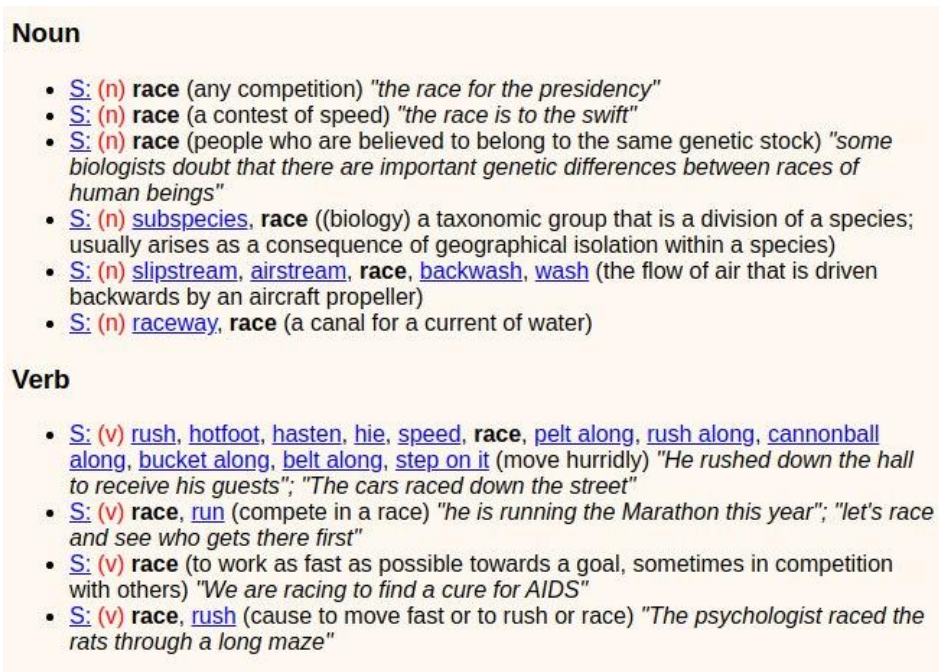 Noun
• S: (n) race (any competition) "the race for the presidency"
• S: (n) race (a contest of speed) "the race is to the swift"
• S: (n) race (people who are believed to belong to the same genetic stock) "some
biologists doubt that there are important genetic differences between races of
human beings"
• S: (n) subspecies, race ((biology) a taxonomic group that is a division of a species;
usually arises as a consequence of geographical isolation within a species)
• S: (n) slipstream, airstream, race, backwash, wash (the flow of air that is driven
backwards by an aircraft propeller)
• S: (n) raceway, race (a canal for a current of water)
Verb
• S: (v) rush, hotfoot, hasten, hie, speed, race, pelt along, rush along, cannonball
along, bucket along, belt along, step on it (move hurridly) "He rushed down the hall
to receive his guests"; "The cars raced down the street"
• S: (v) race, run (compete in a race) "he is running the Marathon this year"; "let's race
and see who gets there first"
• S: (v) race (to work as fast as possible towards a goal, sometimes in competition
with others) "We are racing to find a cure for AIDS"
• S: (v) race, rush (cause to move fast or to rush or race) "The psychologist raced the
rats through a long maze"